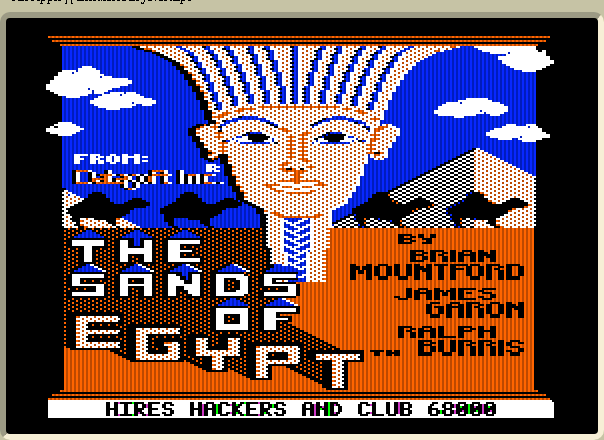 FROM:
R
Datasoft Inc.
THE
SANDS
OF
EGYPT
TM
BY
BRIAN
MOUNTFORD
JAMES
GARON
RALPH
BURRIS
HIRES HACKERS AND CLUB 68000